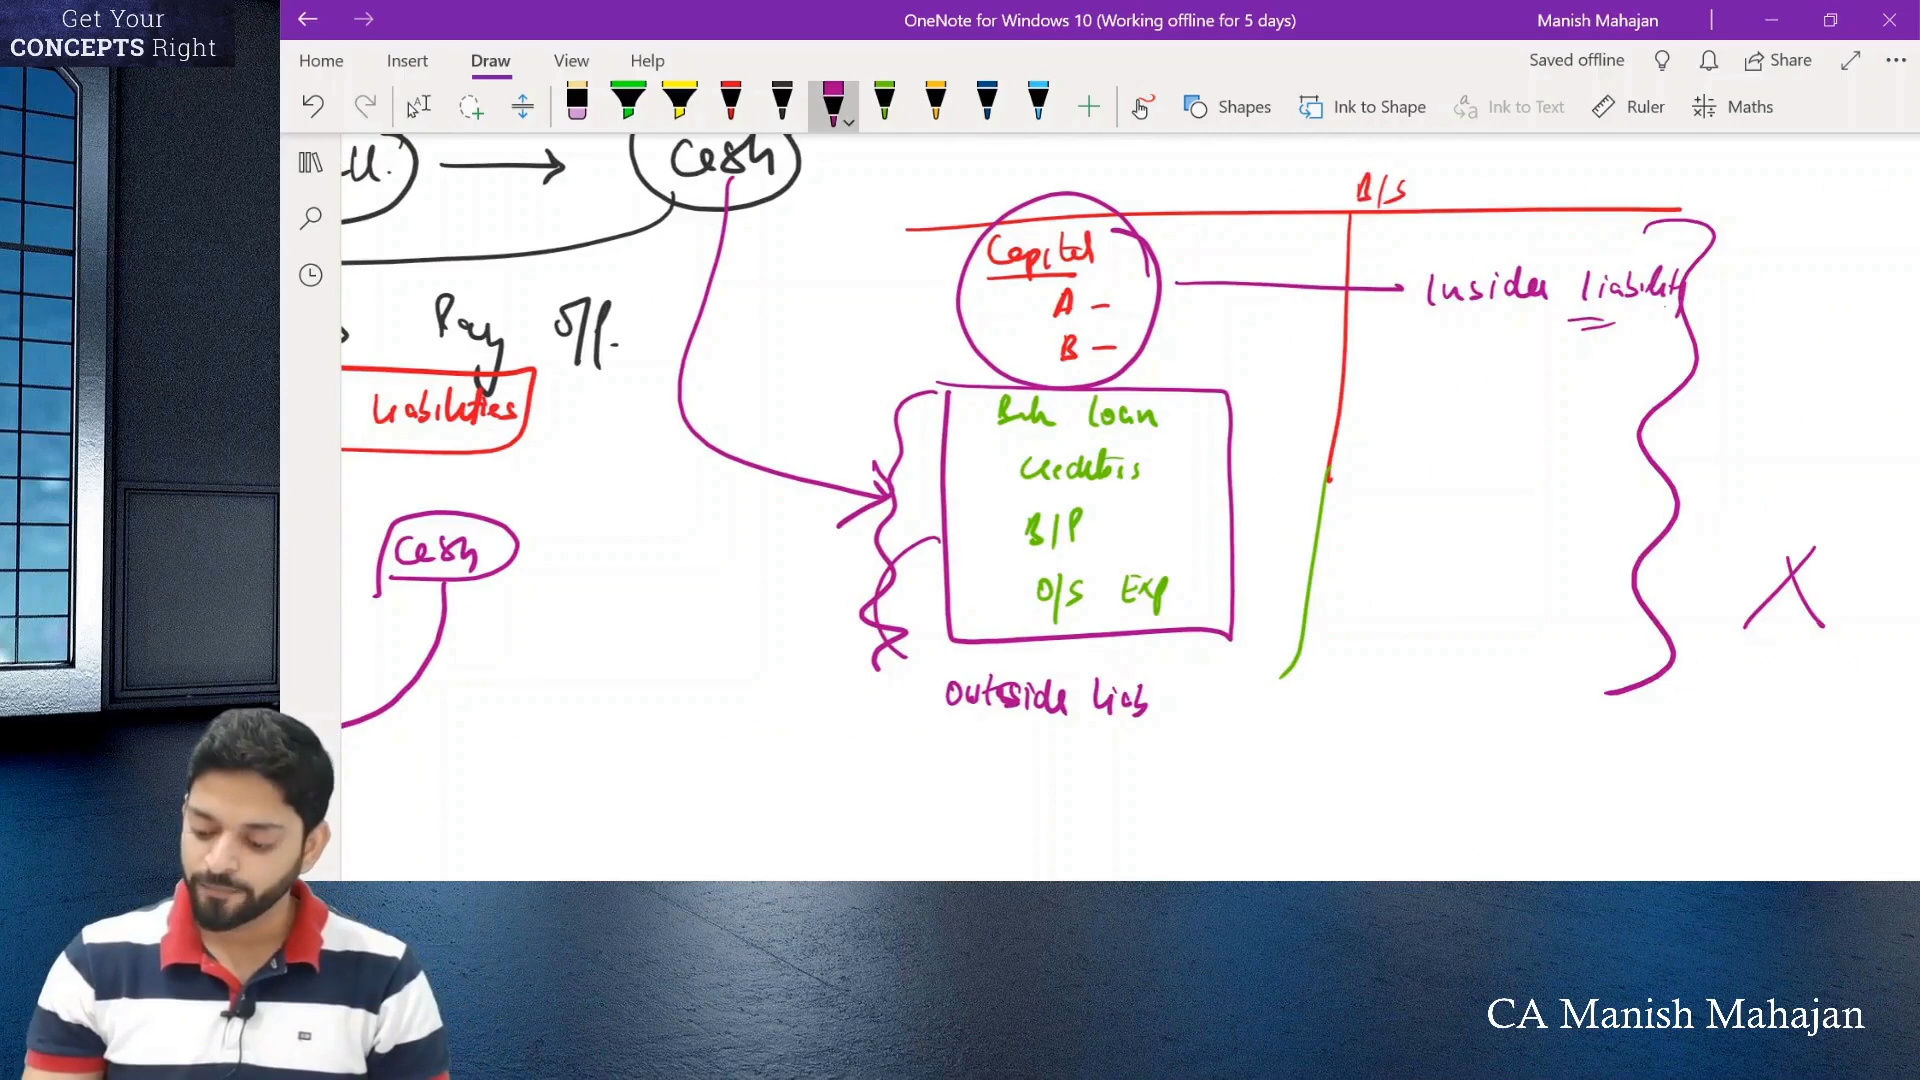 Get Your
CONCEPTS Right
OneNote for Windows 10 (Working offline for 5 days)
Manish Mahajan
Home Insert Draw View Help
Saved offline
Share
Shapes
Ink to Shape
Ink to Text
Ruler
Maths
Cash
B/S
Capital
A -
B -
Insider liability
Pay off.
Liabilities
Bnk loan
Creditors
B/P
O/S Exp
Cash
Outside Liab
X
CA Manish Mahajan